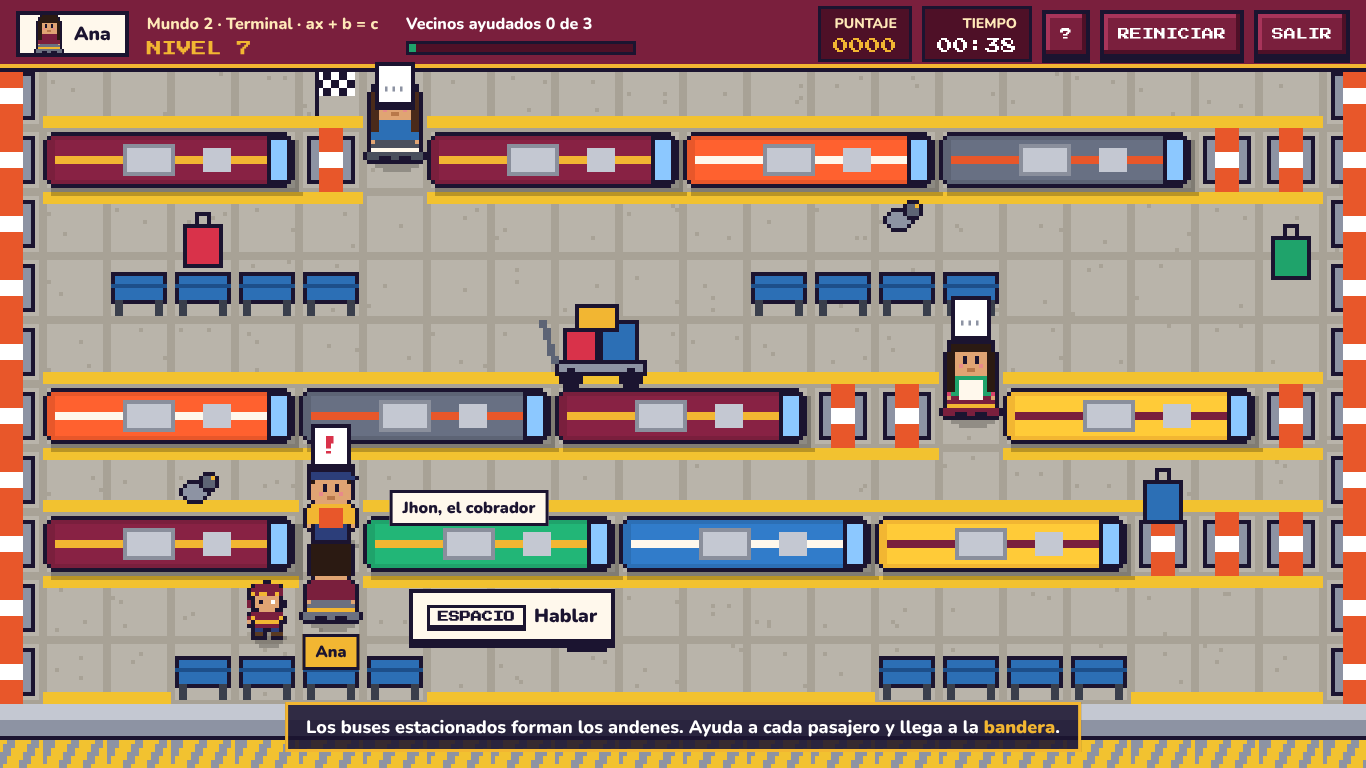 Ana
Mundo 2 · Terminal · ax + b = c
NIVEL 7
Vecinos ayudados 0 de 3
PUNTAJE
0000
TIEMPO
00:38
?
REINICIAR
SALIR
...
...
!
Jhon, el cobrador
ESPACIO Hablar
Ana
Los buses estacionados forman los andenes. Ayuda a cada pasajero y llega a la bandera.